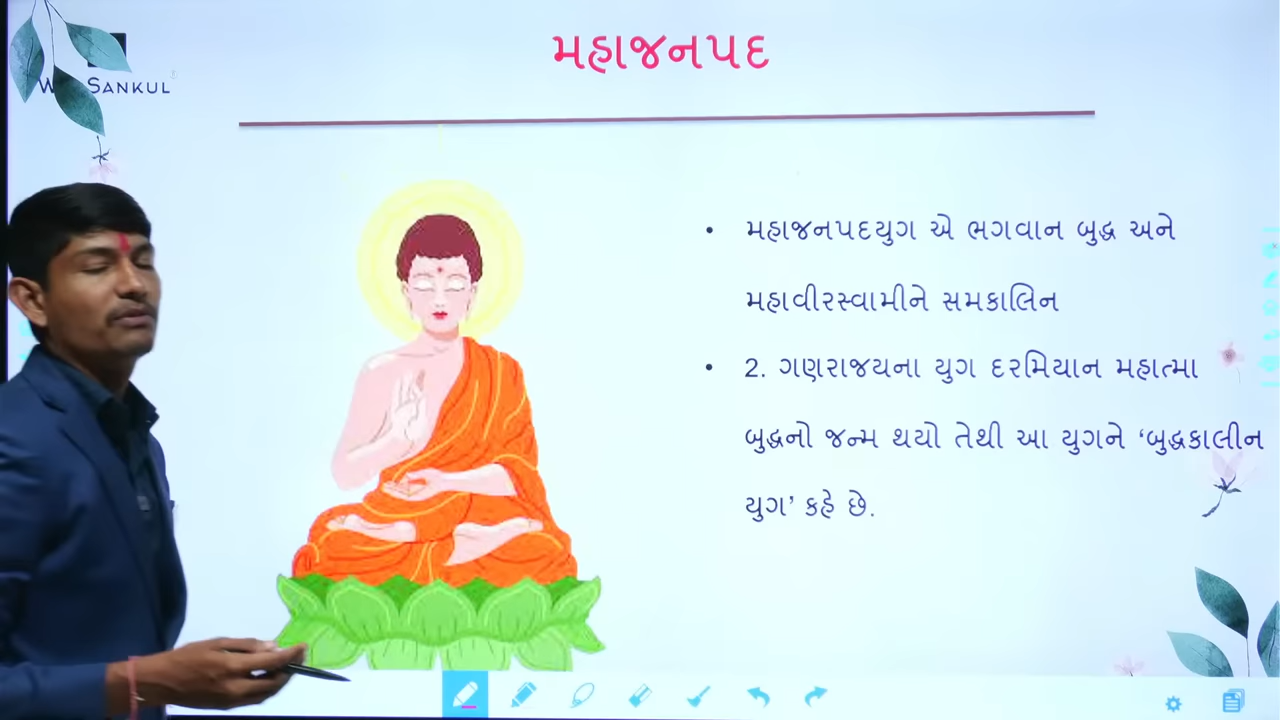 મહાજનપદ
SANKUL
• મહાજનપદયુગ એ ભગવાન બુદ્ધ અને
મહાવીરસ્વામીને સમકાલિન
• 2. ગણરાજયના યુગ દરમિયાન મહાત્મા
બુદ્ધનો જન્મ થયો તેથી આ યુગને ‘બુદ્ધકાલીન
યુગ’ કહે છે.